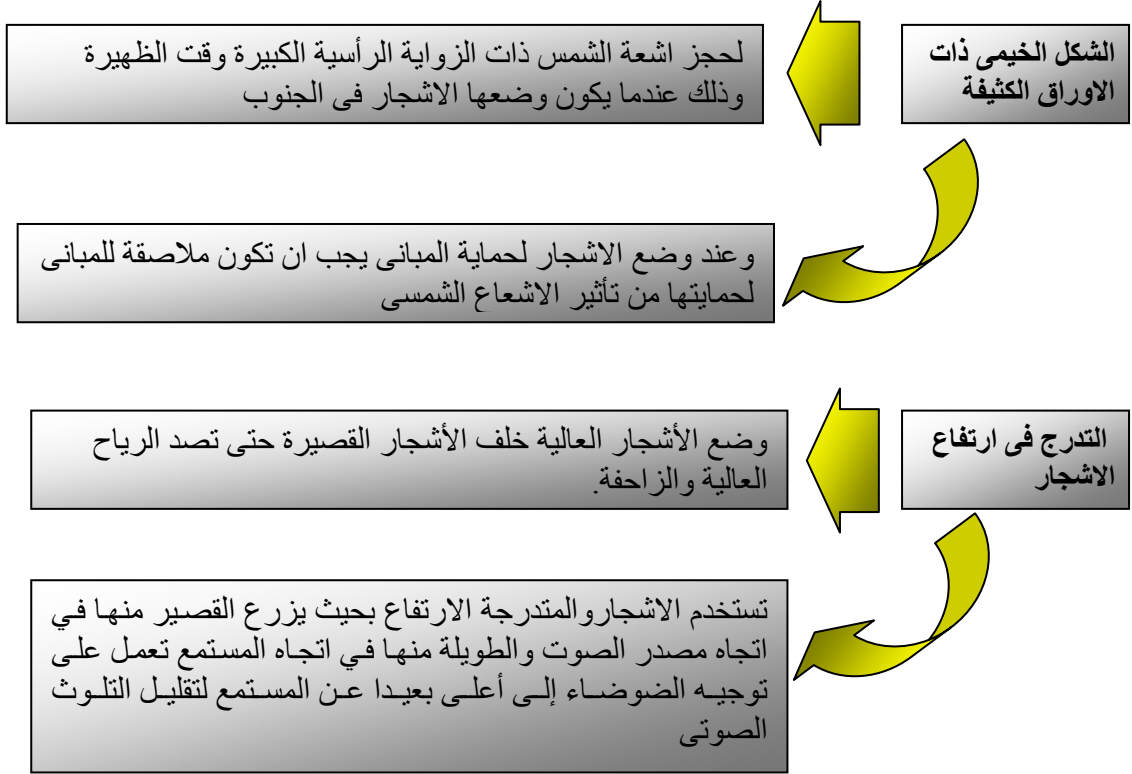 الشكل الخيمى ذات
الاوراق الكثيفة
لحجز اشعة الشمس ذات الزواية الرأسية الكبيرة وقت الظهيرة
وذلك عندما يكون وضعها الاشجار فى الجنوب
وعند وضع الاشجار لحماية المبانى يجب ان تكون ملاصقة للمبانى
لحمايتها من تأثير الاشعاع الشمسى
التدرج فى ارتفاع
الاشجار
وضع الأشجار العالية خلف الأشجار القصيرة حتى تصد الرياح
العالية والزاحفة.
تستخدم الاشجاروالمتدرجة الارتفاع بحيث يزرع القصير منها في
اتجاه مصدر الصوت والطويلة منها في اتجاه المستمع تعمل على
توجيه الضوضاء إلى أعلى بعيدا عن المستمع لتقليل التلوث
الصوتى